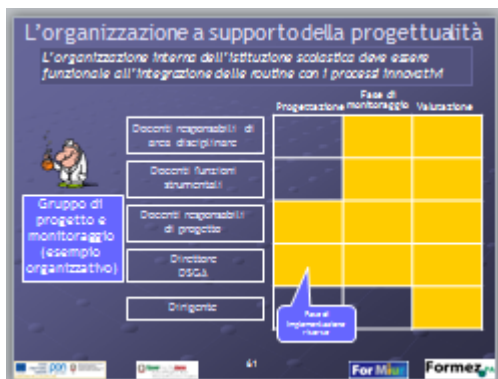 L'organizzazione a supporto della progettualità
L'organizzazione interna dell'istituzione scolastica deve essere
funzionale all'integrazione delle routine con i processi innovativi
Progettazione
Fase di
monitoraggio
Valutazione
Docenti responsabili di
area disciplinare
Docenti funzioni
strumentali
Gruppo di
progetto e
monitoraggio
(esempio
organizzativo)
Docenti responsabili
di progetto
Direttore
DSGA
Dirigente
Fase di
implementazione
risorse
61
pon
For Miur
Formez